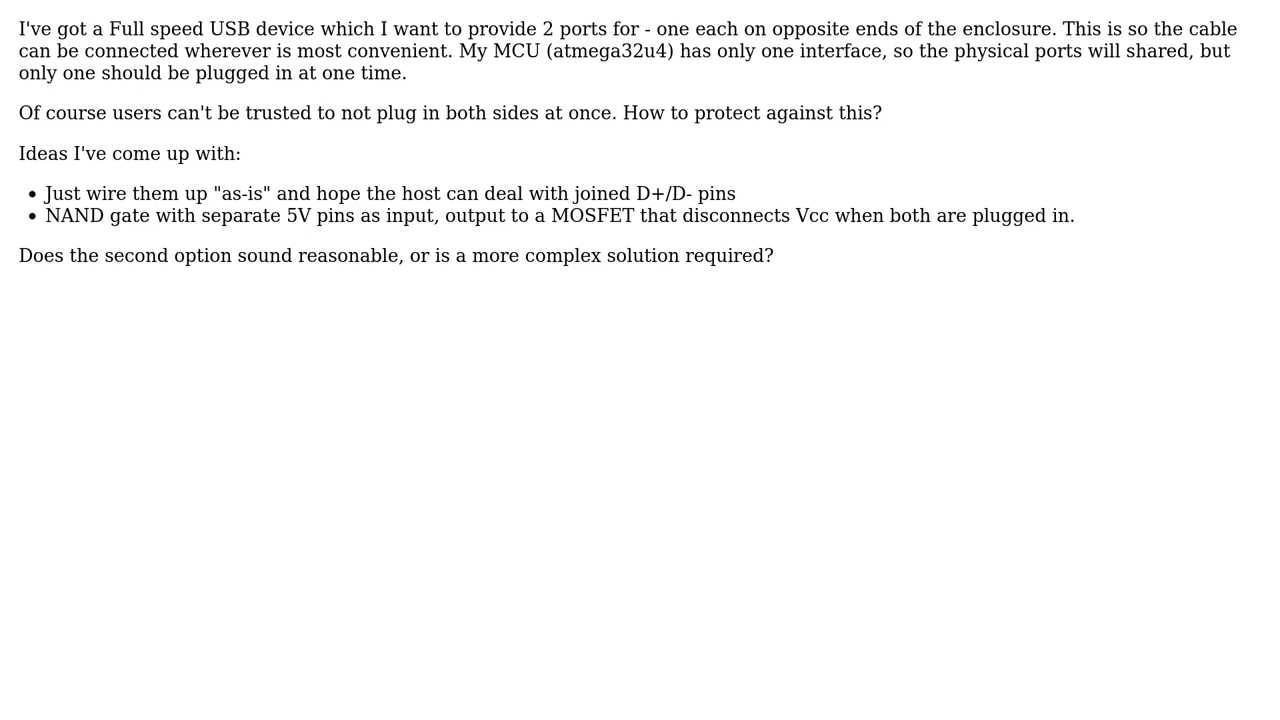 I've got a Full speed USB device which I want to provide 2 ports for - one each on opposite ends of the enclosure. This is so the cable
can be connected wherever is most convenient. My MCU (atmega32u4) has only one interface, so the physical ports will shared, but
only one should be plugged in at one time.
Of course users can't be trusted to not plug in both sides at once. How to protect against this?
Ideas I've come up with:
• Just wire them up "as-is" and hope the host can deal with joined D+/D- pins
• NAND gate with separate 5V pins as input, output to a MOSFET that disconnects Vcc when both are plugged in.
Does the second option sound reasonable, or is a more complex solution required?